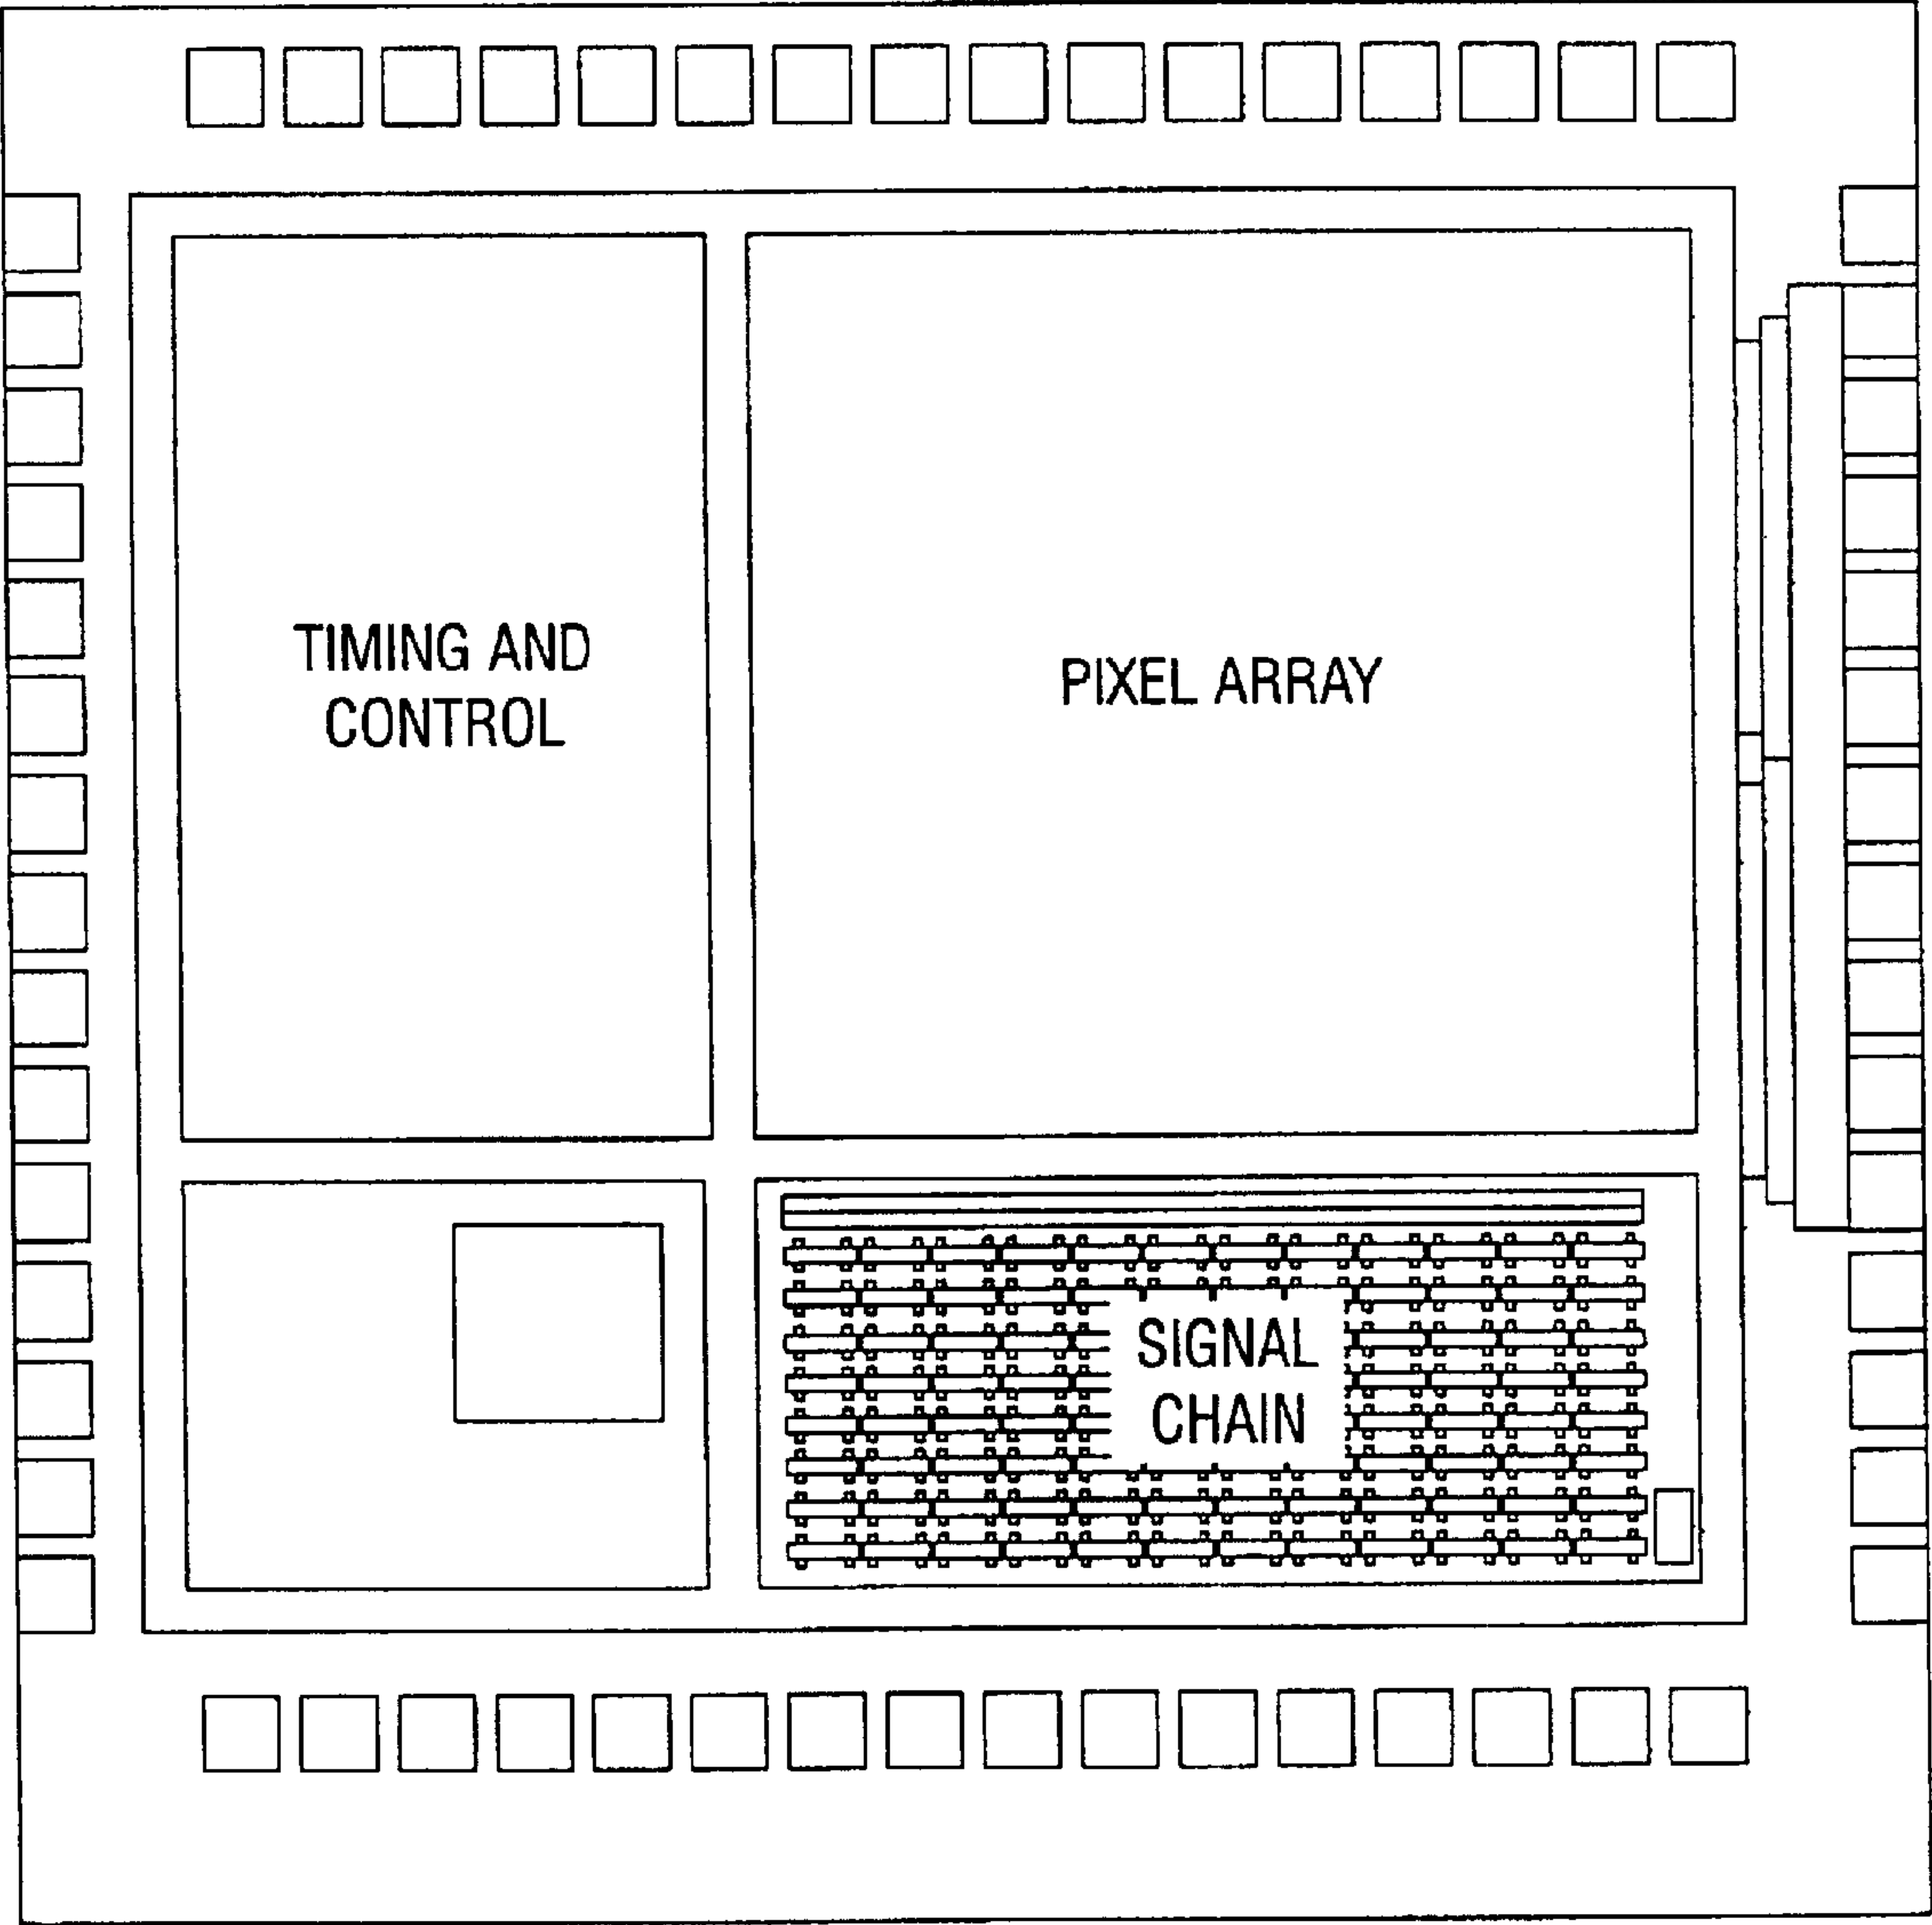 TIMING AND
CONTROL
PIXEL ARRAY
SIGNAL
CHAIN